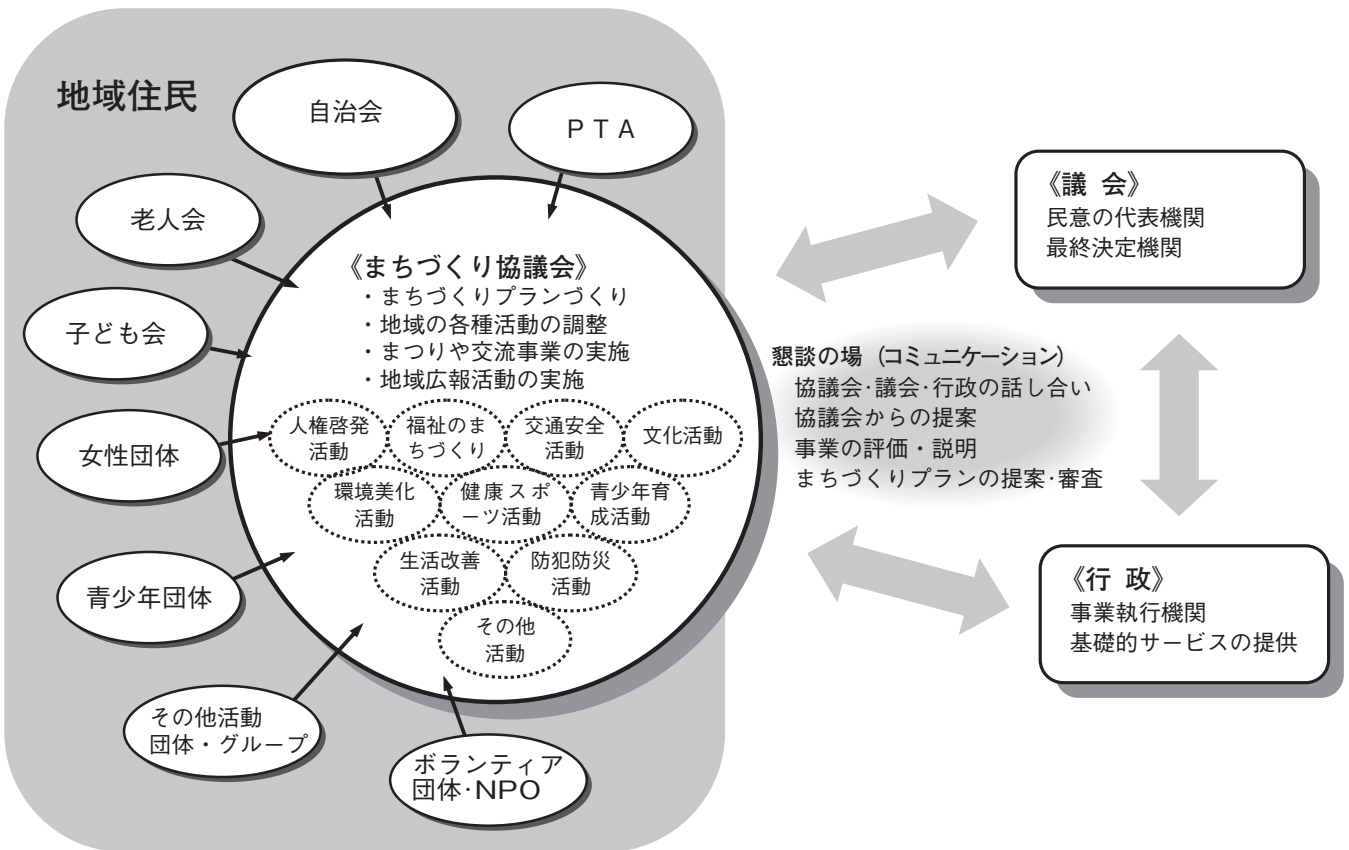 地域住民
自治会
PTA
老人会
子ども会
女性団体
青少年団体
その他活動
団体・グループ
ボランティア
団体·NPO
《まちづくり協議会》
・まちづくりプランづくり
・地域の各種活動の調整
・まつりや交流事業の実施
・地域広報活動の実施
人権啓発
活動
福祉のま
ちづくり
交通安全
活動
文化活動
環境美化
活動
健康スポ
ーツ活動
青少年育
成活動
生活改善
活動
防犯防災
活動
その他
活動
懇談の場（コミュニケーション）
協議会·議会·行政の話し合い
協議会からの提案
事業の評価・説明
まちづくりプランの提案·審査
《議 会》
民意の代表機関
最終決定機関
《行 政》
事業執行機関
基礎的サービスの提供